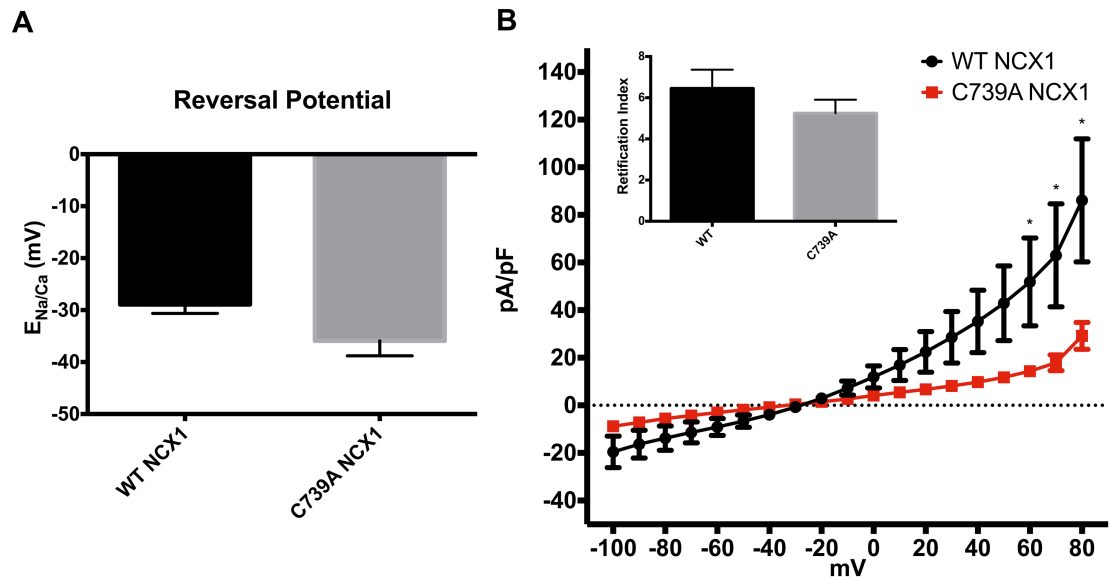 A
Reversal Potential
0
-10
-20
-30
-40
-50
E_Na/Ca (mV)
WT NCX1
C739A NCX1
B
WT NCX1
C739A NCX1
140
120
100
80
60
40
20
0
-20
-40
pA/pF
-100 -80 -60 -40 -20 0 20 40 60 80
mV
* * *
8
6
4
2
0
Retification Index
WT
C739A